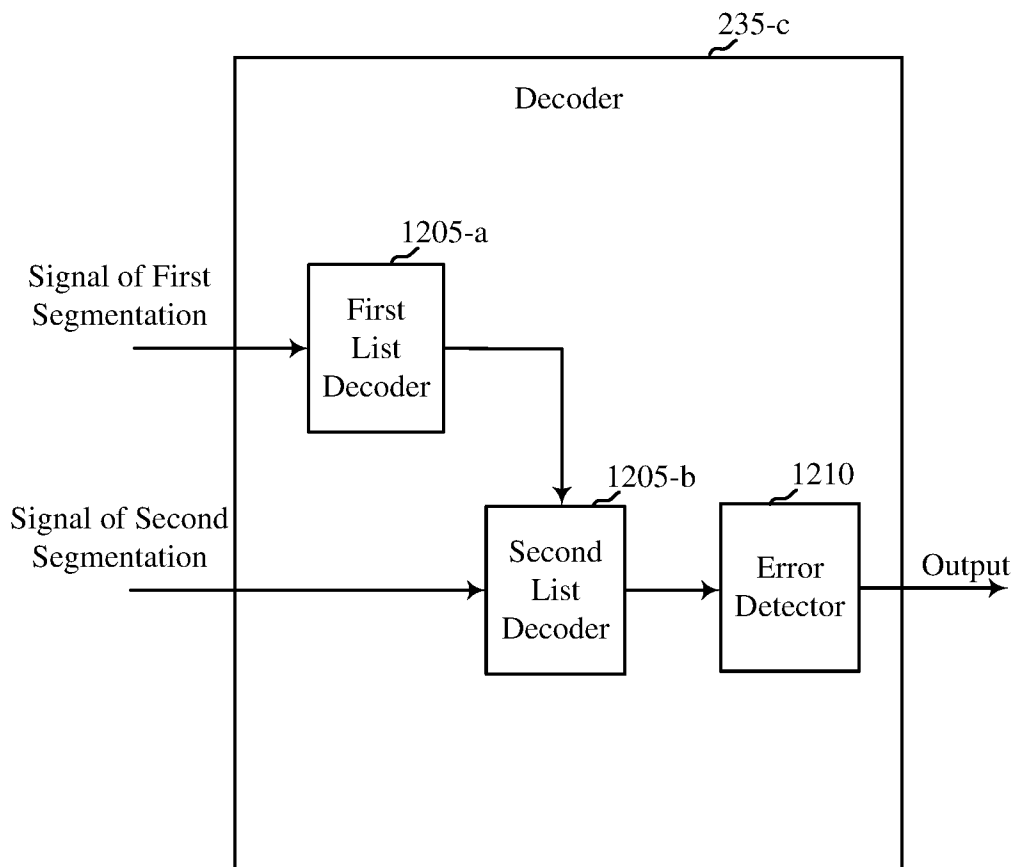 235-c
Decoder
1205-a
Signal of First
Segmentation
First
List
Decoder
1205-b
1210
Signal of Second
Segmentation
Second
List
Decoder
Error
Detector
Output